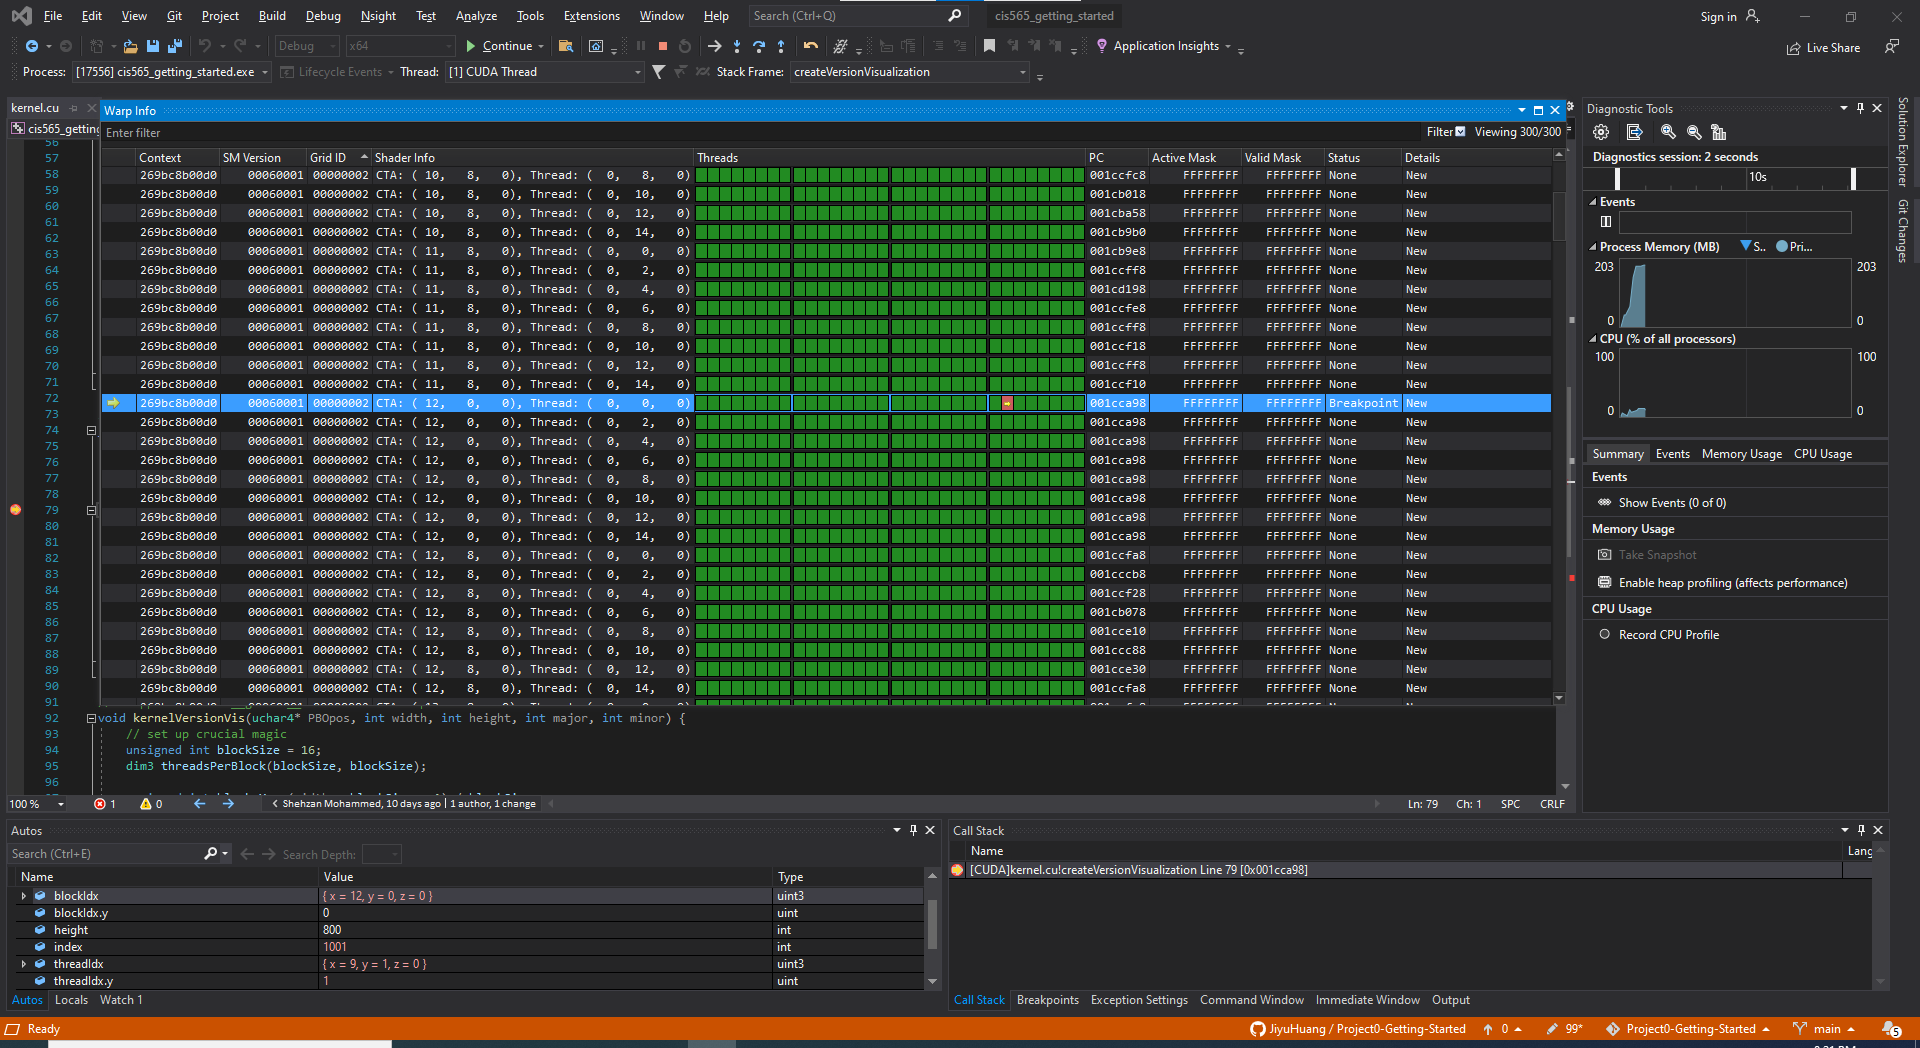 File Edit View Git Project Build Debug Nsight Test Analyze Tools Extensions Window Help Search (Ctrl+Q) cis565_getting_started Sign in
Debug x64 Continue Application Insights Live Share
Process: [17556] cis565_getting_started.exe Lifecycle Events Thread: [1] CUDA Thread Stack Frame: createVersionVisualization
kernel.cu
cis565_getting
Warp Info
Enter filter Filter Viewing 300/300
Context SM Version Grid ID Shader Info Threads PC Active Mask Valid Mask Status Details
269bc8b00d0 00060001 00000002 CTA: ( 10, 8, 0), Thread: ( 0, 8, 0) 001ccfc8 FFFFFFFF FFFFFFFF None New
269bc8b00d0 00060001 00000002 CTA: ( 10, 8, 0), Thread: ( 0, 10, 0) 001cb018 FFFFFFFF FFFFFFFF None New
269bc8b00d0 00060001 00000002 CTA: ( 10, 8, 0), Thread: ( 0, 12, 0) 001cba58 FFFFFFFF FFFFFFFF None New
269bc8b00d0 00060001 00000002 CTA: ( 10, 8, 0), Thread: ( 0, 14, 0) 001cb9b0 FFFFFFFF FFFFFFFF None New
269bc8b00d0 00060001 00000002 CTA: ( 11, 8, 0), Thread: ( 0, 0, 0) 001cb9e8 FFFFFFFF FFFFFFFF None New
269bc8b00d0 00060001 00000002 CTA: ( 11, 8, 0), Thread: ( 0, 2, 0) 001ccff8 FFFFFFFF FFFFFFFF None New
269bc8b00d0 00060001 00000002 CTA: ( 11, 8, 0), Thread: ( 0, 4, 0) 001cd198 FFFFFFFF FFFFFFFF None New
269bc8b00d0 00060001 00000002 CTA: ( 11, 8, 0), Thread: ( 0, 6, 0) 001ccfe8 FFFFFFFF FFFFFFFF None New
269bc8b00d0 00060001 00000002 CTA: ( 11, 8, 0), Thread: ( 0, 8, 0) 001ccff8 FFFFFFFF FFFFFFFF None New
269bc8b00d0 00060001 00000002 CTA: ( 11, 8, 0), Thread: ( 0, 10, 0) 001ccf18 FFFFFFFF FFFFFFFF None New
269bc8b00d0 00060001 00000002 CTA: ( 11, 8, 0), Thread: ( 0, 12, 0) 001ccff8 FFFFFFFF FFFFFFFF None New
269bc8b00d0 00060001 00000002 CTA: ( 11, 8, 0), Thread: ( 0, 14, 0) 001ccf10 FFFFFFFF FFFFFFFF None New
269bc8b00d0 00060001 00000002 CTA: ( 12, 0, 0), Thread: ( 0, 0, 0) 001cca98 FFFFFFFF FFFFFFFF Breakpoint New
269bc8b00d0 00060001 00000002 CTA: ( 12, 0, 0), Thread: ( 0, 2, 0) 001cca98 FFFFFFFF FFFFFFFF None New
269bc8b00d0 00060001 00000002 CTA: ( 12, 0, 0), Thread: ( 0, 4, 0) 001cca98 FFFFFFFF FFFFFFFF None New
269bc8b00d0 00060001 00000002 CTA: ( 12, 0, 0), Thread: ( 0, 6, 0) 001cca98 FFFFFFFF FFFFFFFF None New
269bc8b00d0 00060001 00000002 CTA: ( 12, 0, 0), Thread: ( 0, 8, 0) 001cca98 FFFFFFFF FFFFFFFF None New
269bc8b00d0 00060001 00000002 CTA: ( 12, 0, 0), Thread: ( 0, 10, 0) 001cca98 FFFFFFFF FFFFFFFF None New
269bc8b00d0 00060001 00000002 CTA: ( 12, 0, 0), Thread: ( 0, 12, 0) 001cca98 FFFFFFFF FFFFFFFF None New
269bc8b00d0 00060001 00000002 CTA: ( 12, 0, 0), Thread: ( 0, 14, 0) 001cca98 FFFFFFFF FFFFFFFF None New
269bc8b00d0 00060001 00000002 CTA: ( 12, 8, 0), Thread: ( 0, 0, 0) 001ccfa8 FFFFFFFF FFFFFFFF None New
269bc8b00d0 00060001 00000002 CTA: ( 12, 8, 0), Thread: ( 0, 2, 0) 001cccb8 FFFFFFFF FFFFFFFF None New
269bc8b00d0 00060001 00000002 CTA: ( 12, 8, 0), Thread: ( 0, 4, 0) 001ccf28 FFFFFFFF FFFFFFFF None New
269bc8b00d0 00060001 00000002 CTA: ( 12, 8, 0), Thread: ( 0, 6, 0) 001cb078 FFFFFFFF FFFFFFFF None New
269bc8b00d0 00060001 00000002 CTA: ( 12, 8, 0), Thread: ( 0, 8, 0) 001cce10 FFFFFFFF FFFFFFFF None New
269bc8b00d0 00060001 00000002 CTA: ( 12, 8, 0), Thread: ( 0, 10, 0) 001ccc88 FFFFFFFF FFFFFFFF None New
269bc8b00d0 00060001 00000002 CTA: ( 12, 8, 0), Thread: ( 0, 12, 0) 001cce30 FFFFFFFF FFFFFFFF None New
269bc8b00d0 00060001 00000002 CTA: ( 12, 8, 0), Thread: ( 0, 14, 0) 001ccfa8 FFFFFFFF FFFFFFFF None New
56
57
58
59
60
61
62
63
64
65
66
67
68
69
70
71
72
73
74
75
76
77
78
79
80
81
82
83
84
85
86
87
88
89
90
91
92 void kernelVersionVis(uchar4* PBOpos, int width, int height, int major, int minor) {
93 // set up crucial magic
94 unsigned int blockSize = 16;
95 dim3 threadsPerBlock(blockSize, blockSize);
96
100 % 1 0 Shehzan Mohammed, 10 days ago | 1 author, 1 change Ln: 79 Ch: 1 SPC CRLF
Diagnostic Tools
Diagnostics session: 2 seconds
10s
Events
Process Memory (MB) S.. Pri...
203 203
0 0
CPU (% of all processors)
100 100
0 0
Summary Events Memory Usage CPU Usage
Events
Show Events (0 of 0)
Memory Usage
Take Snapshot
Enable heap profiling (affects performance)
CPU Usage
Record CPU Profile
Solution Explorer
Git Changes
Autos
Search (Ctrl+E) Search Depth:
Name Value Type
blockIdx { x = 12, y = 0, z = 0 } uint3
blockIdx.y 0 uint
height 800 int
index 1001 int
threadIdx { x = 9, y = 1, z = 0 } uint3
threadIdx.y 1 uint
Autos Locals Watch 1
Call Stack
Name Lang
[CUDA]kernel.cu!createVersionVisualization Line 79 [0x001cca98]
Call Stack Breakpoints Exception Settings Command Window Immediate Window Output
Ready JiyuHuang / Project0-Getting-Started 0 99* Project0-Getting-Started main 5